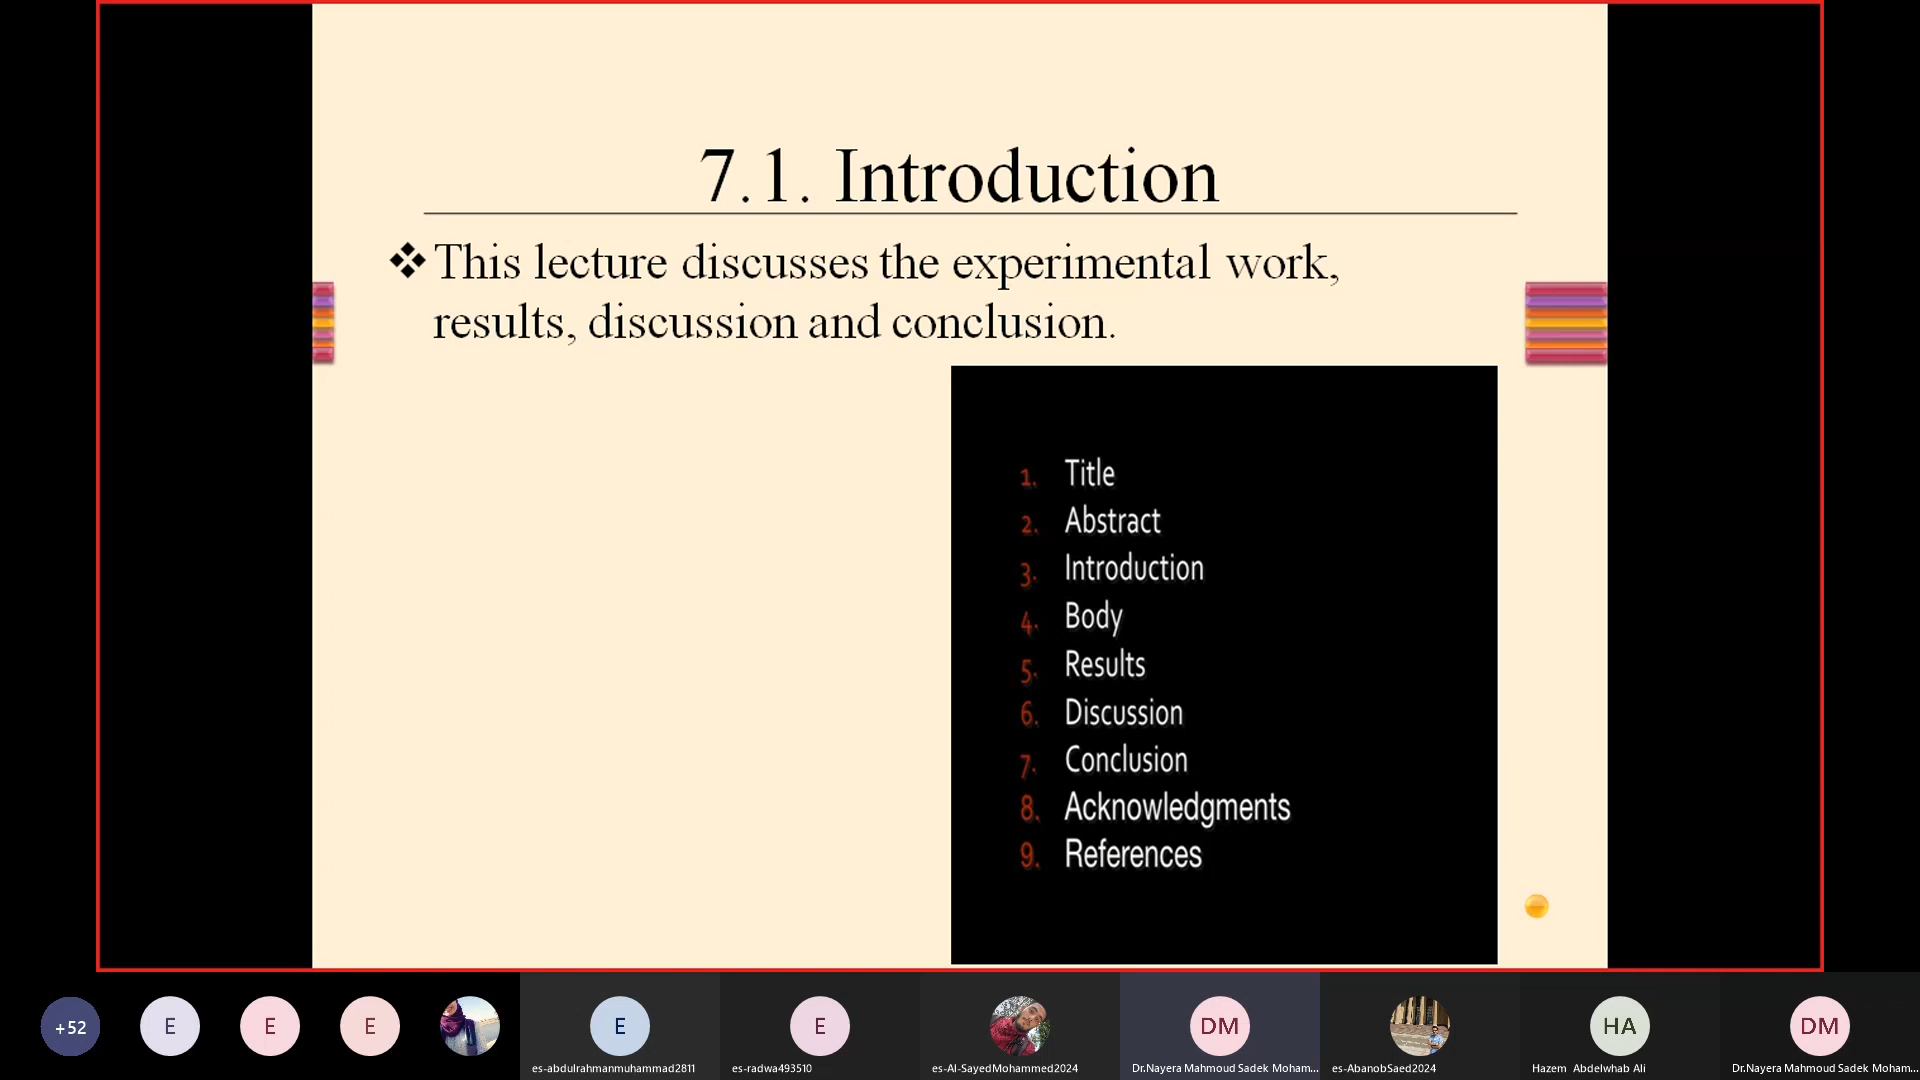 7.1. Introduction
❖ This lecture discusses the experimental work,
results, discussion and conclusion.
1. Title
2. Abstract
3. Introduction
4. Body
5. Results
6. Discussion
7. Conclusion
8. Acknowledgments
9. References
+52
E
E
E
E
es-abdulrahmanmuhammad2811
E
es-radwa493510
es-Al-SayedMohammed2024
DM
Dr.Nayera Mahmoud Sadek Moham...
es-AbanobSaed2024
HA
Hazem Abdelwhab Ali
DM
Dr.Nayera Mahmoud Sadek Moham...